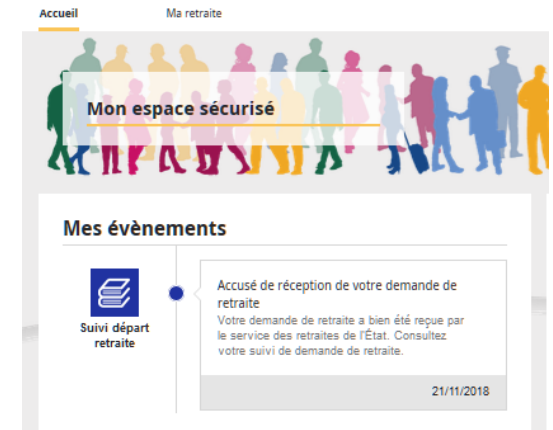 Accueil Ma retraite
Mon espace sécurisé
Mes évènements
Suivi départ
retraite
Accusé de réception de votre demande de
retraite
Votre demande de retraite a bien été reçue par
le service des retraites de l'État. Consultez
votre suivi de demande de retraite.
21/11/2018